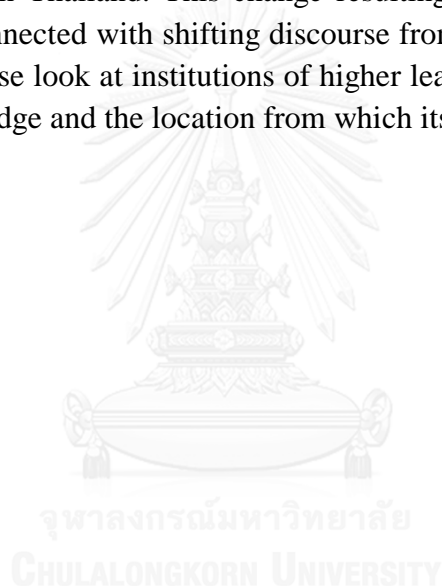 Thailand. This change resulting
nnected with shifting discourse from
se look at institutions of higher lea
dge and the location from which its
จุฬาลงกรณ์มหาวิทยาลัย
CHULALONGKORN UNIVERSITY